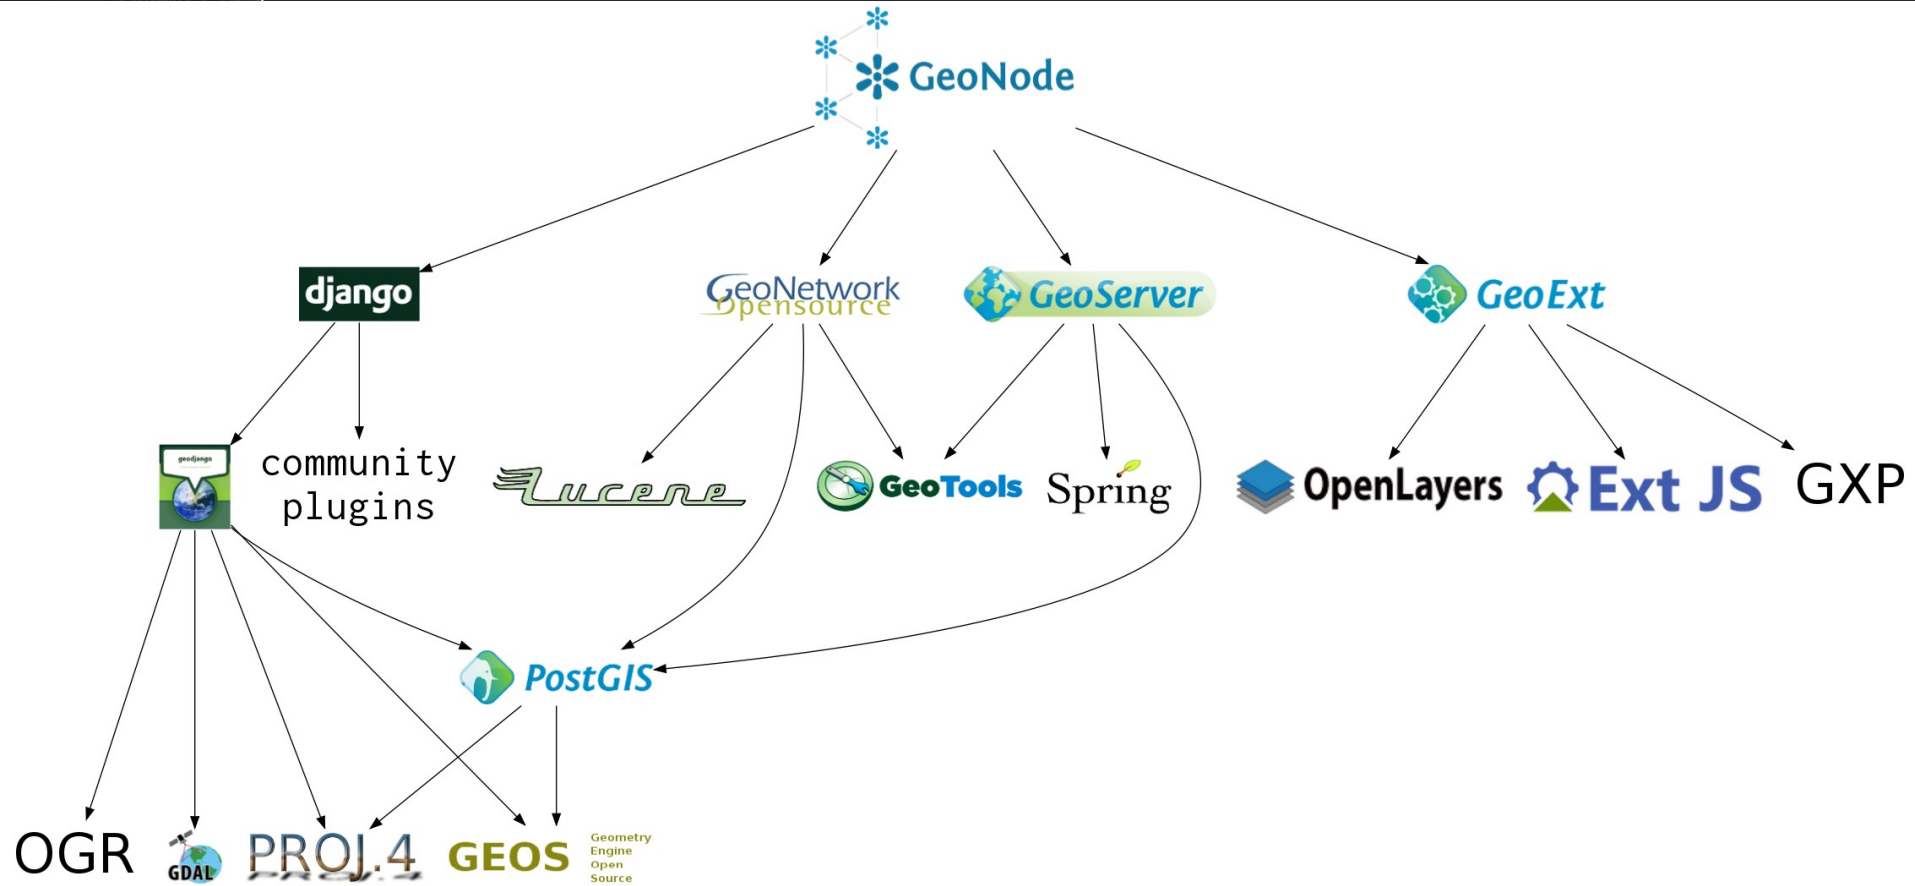 GeoNode
django
GeoNetwork
Opensource
GeoServer
GeoExt
geodjango
community
plugins
Lucene
GeoTools
Spring
OpenLayers
Ext JS
GXP
PostGIS
OGR
GDAL
PROJ.4
GEOS
Geometry
Engine
Open
Source